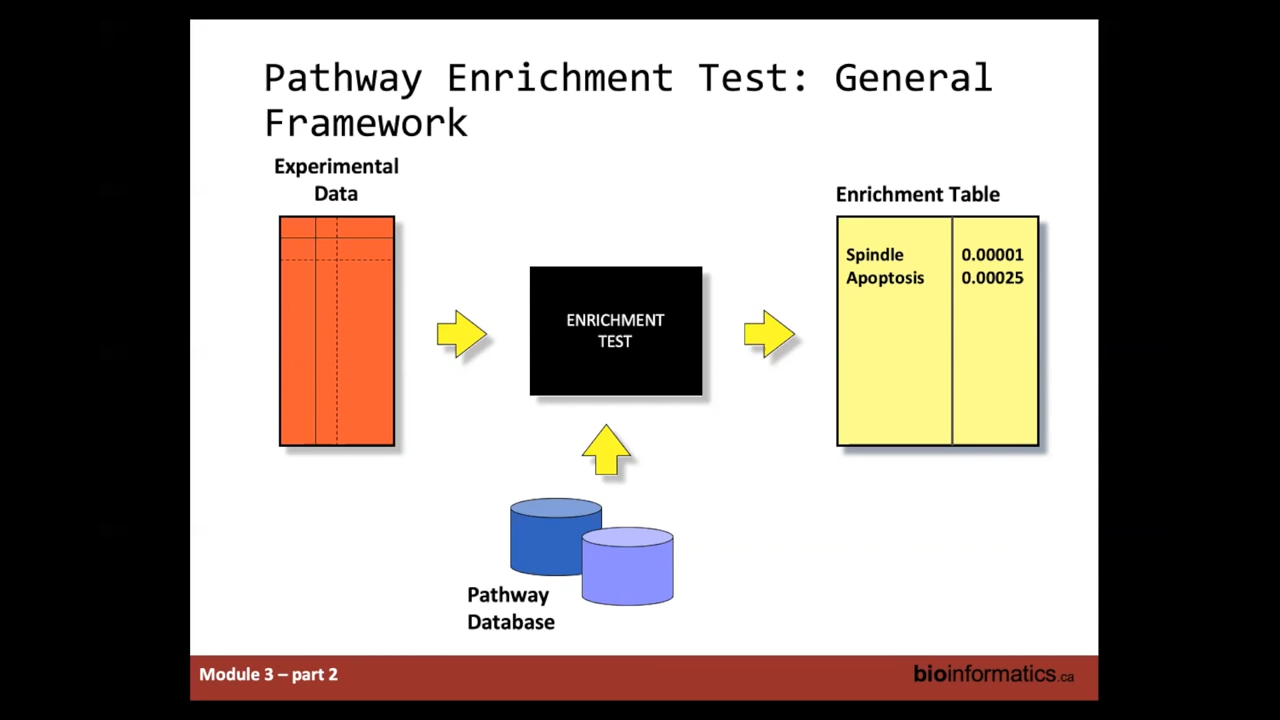 Pathway Enrichment Test: General
Framework
Experimental
Data
Enrichment Table
Spindle 0.00001
Apoptosis 0.00025
ENRICHMENT
TEST
Pathway
Database
Module 3 – part 2
bioinformatics.ca